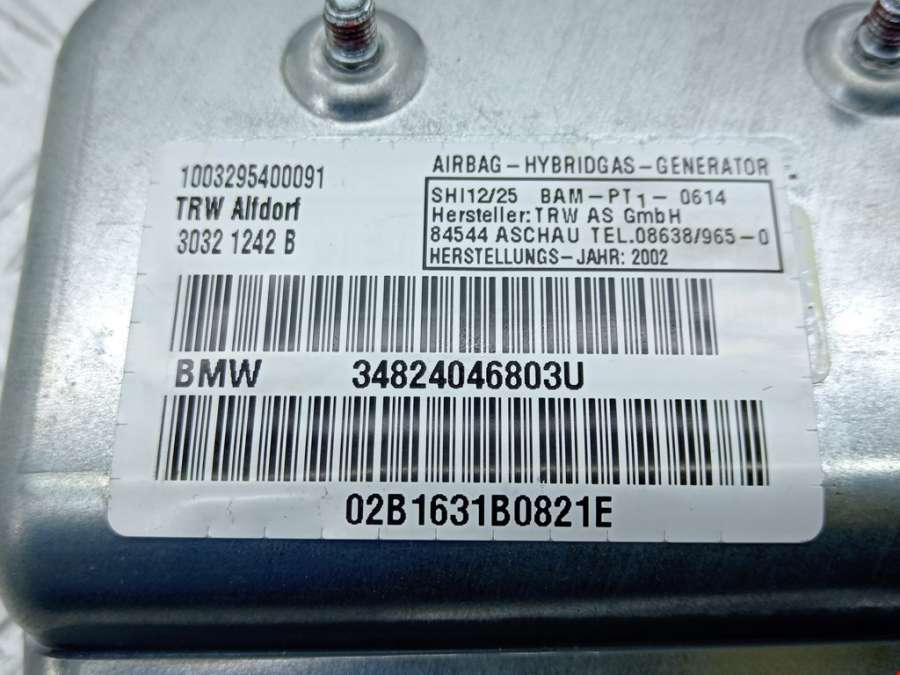 1003295400091
TRW Alfdorf
3032 1242 B
AIRBAG-HYBRIDGAS-GENERATOR
SHI12/25 BAM-PT1-0614
Hersteller: TRW AS GmbH
84544 ASCHAU TEL.08638/965-0
HERSTELLUNGS-JAHR: 2002
BMW 34824046803U
02B1631B0821E